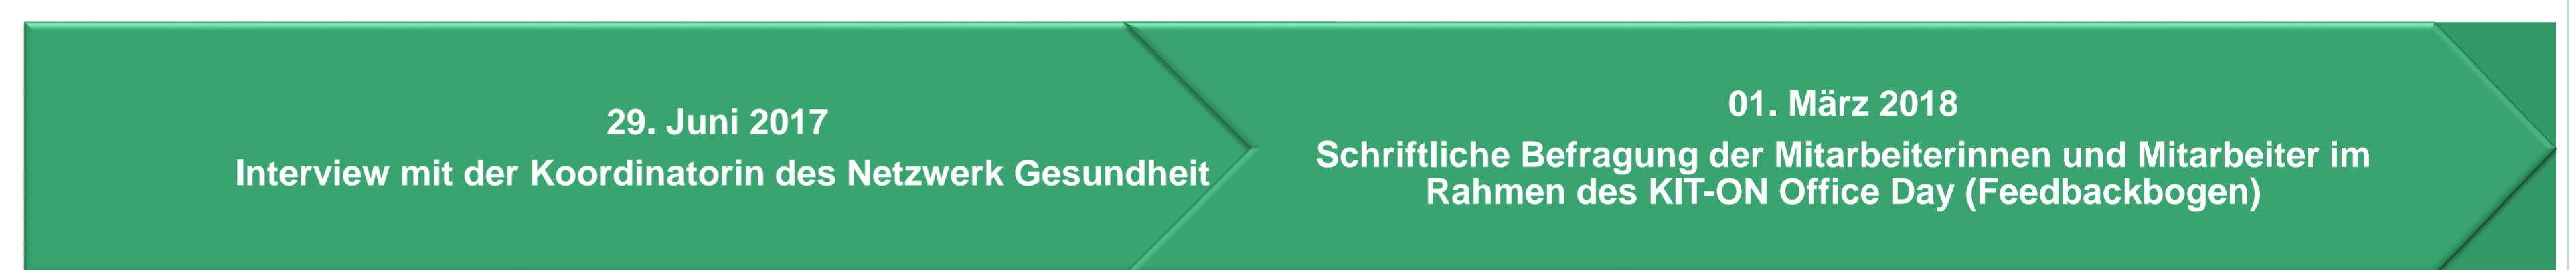 29. Juni 2017
Interview mit der Koordinatorin des Netzwerk Gesundheit
01. März 2018
Schriftliche Befragung der Mitarbeiterinnen und Mitarbeiter im
Rahmen des KIT-ON Office Day (Feedbackbogen)